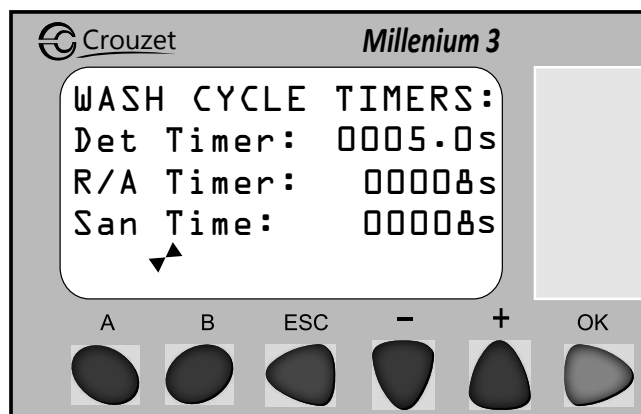 Crouzet Millenium 3
WASH CYCLE TIMERS:
Det Timer: 0005.0s
R/A Timer: 00008s
San Time: 00008s
A B ESC - + OK